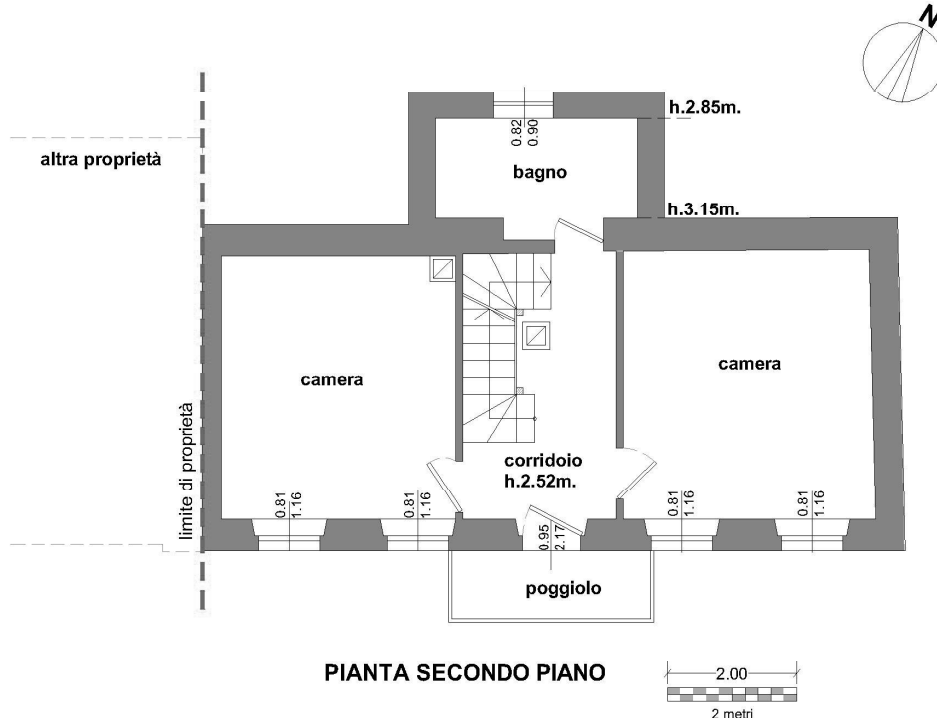 N
h.2.85m.
0.82
0.90
altra proprietà
bagno
h.3.15m.
camera
camera
limite di proprietà
corridoio
h.2.52m.
0.81
1.16
0.81
1.16
0.95
2.17
0.81
1.16
0.81
1.16
poggiolo
PIANTA SECONDO PIANO
2.00
2 metri